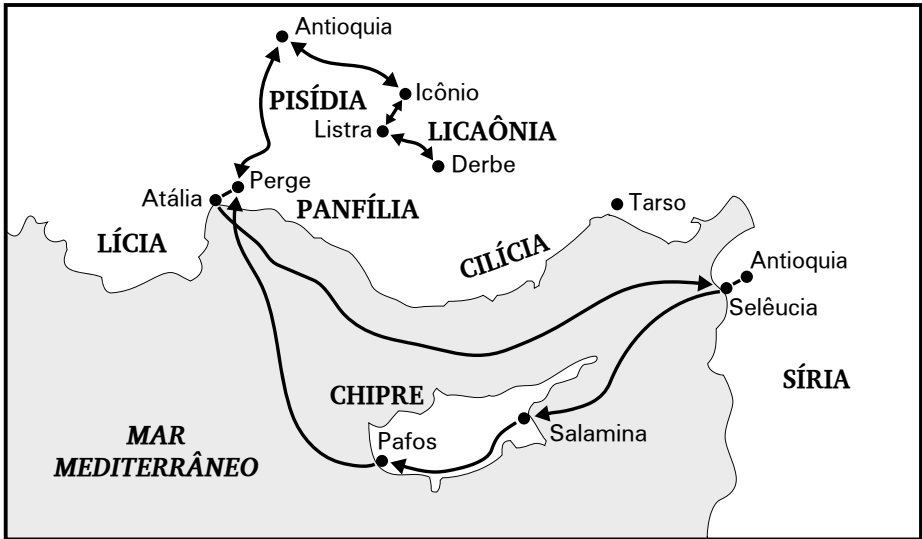 Antioquia
Icônio
PISÍDIA
Listra
LICAÔNIA
Derbe
Perge
Atália
PANFÍLIA
Tarso
LÍCIA
CILÍCIA
Antioquia
Selêucia
SÍRIA
CHIPRE
Salamina
Pafos
MAR
MEDITERRÂNEO